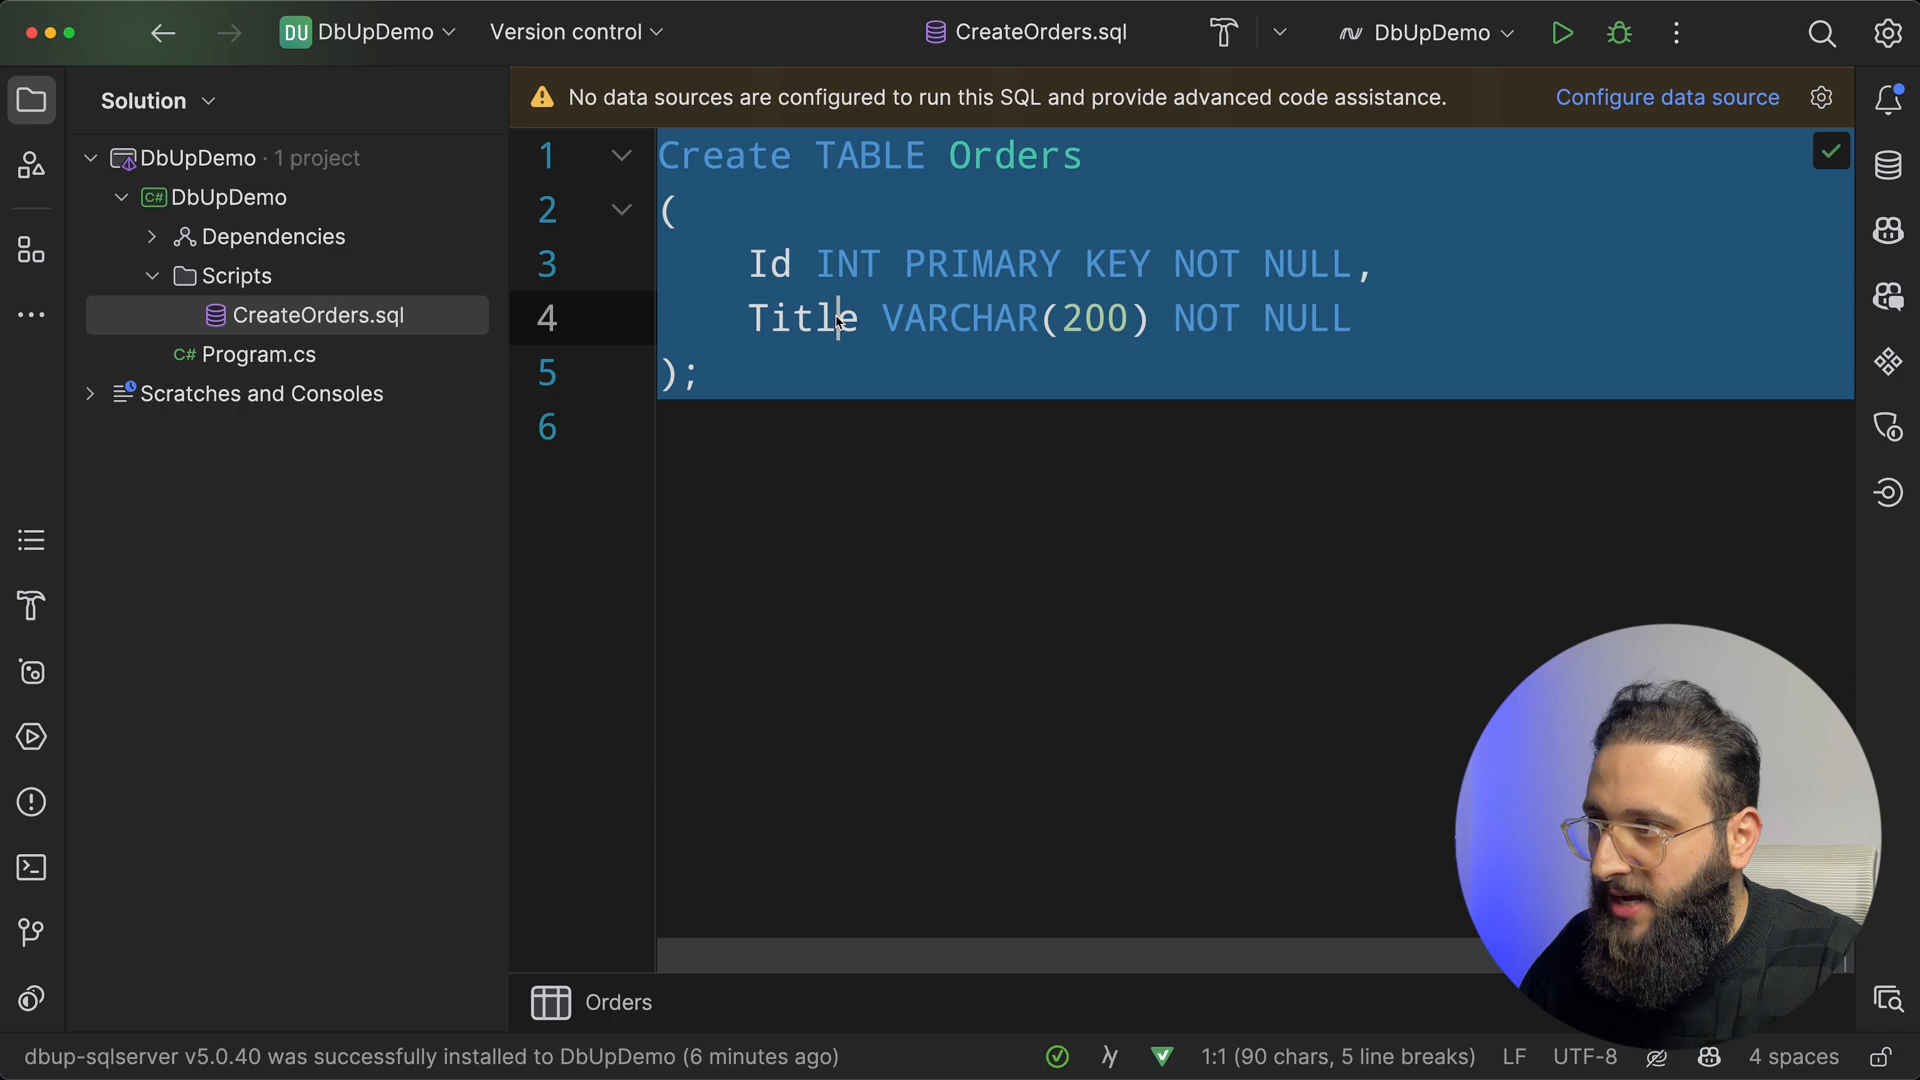 DU DbUpDemo Version control CreateOrders.sql DbUpDemo
Solution
No data sources are configured to run this SQL and provide advanced code assistance. Configure data source
DbUpDemo · 1 project
C# DbUpDemo
Dependencies
Scripts
CreateOrders.sql
C# Program.cs
Scratches and Consoles
1 Create TABLE Orders
2 (
3 Id INT PRIMARY KEY NOT NULL,
4 Title VARCHAR(200) NOT NULL
5 );
6
Orders
dbup-sqlserver v5.0.40 was successfully installed to DbUpDemo (6 minutes ago) 1:1 (90 chars, 5 line breaks) LF UTF-8 4 spaces